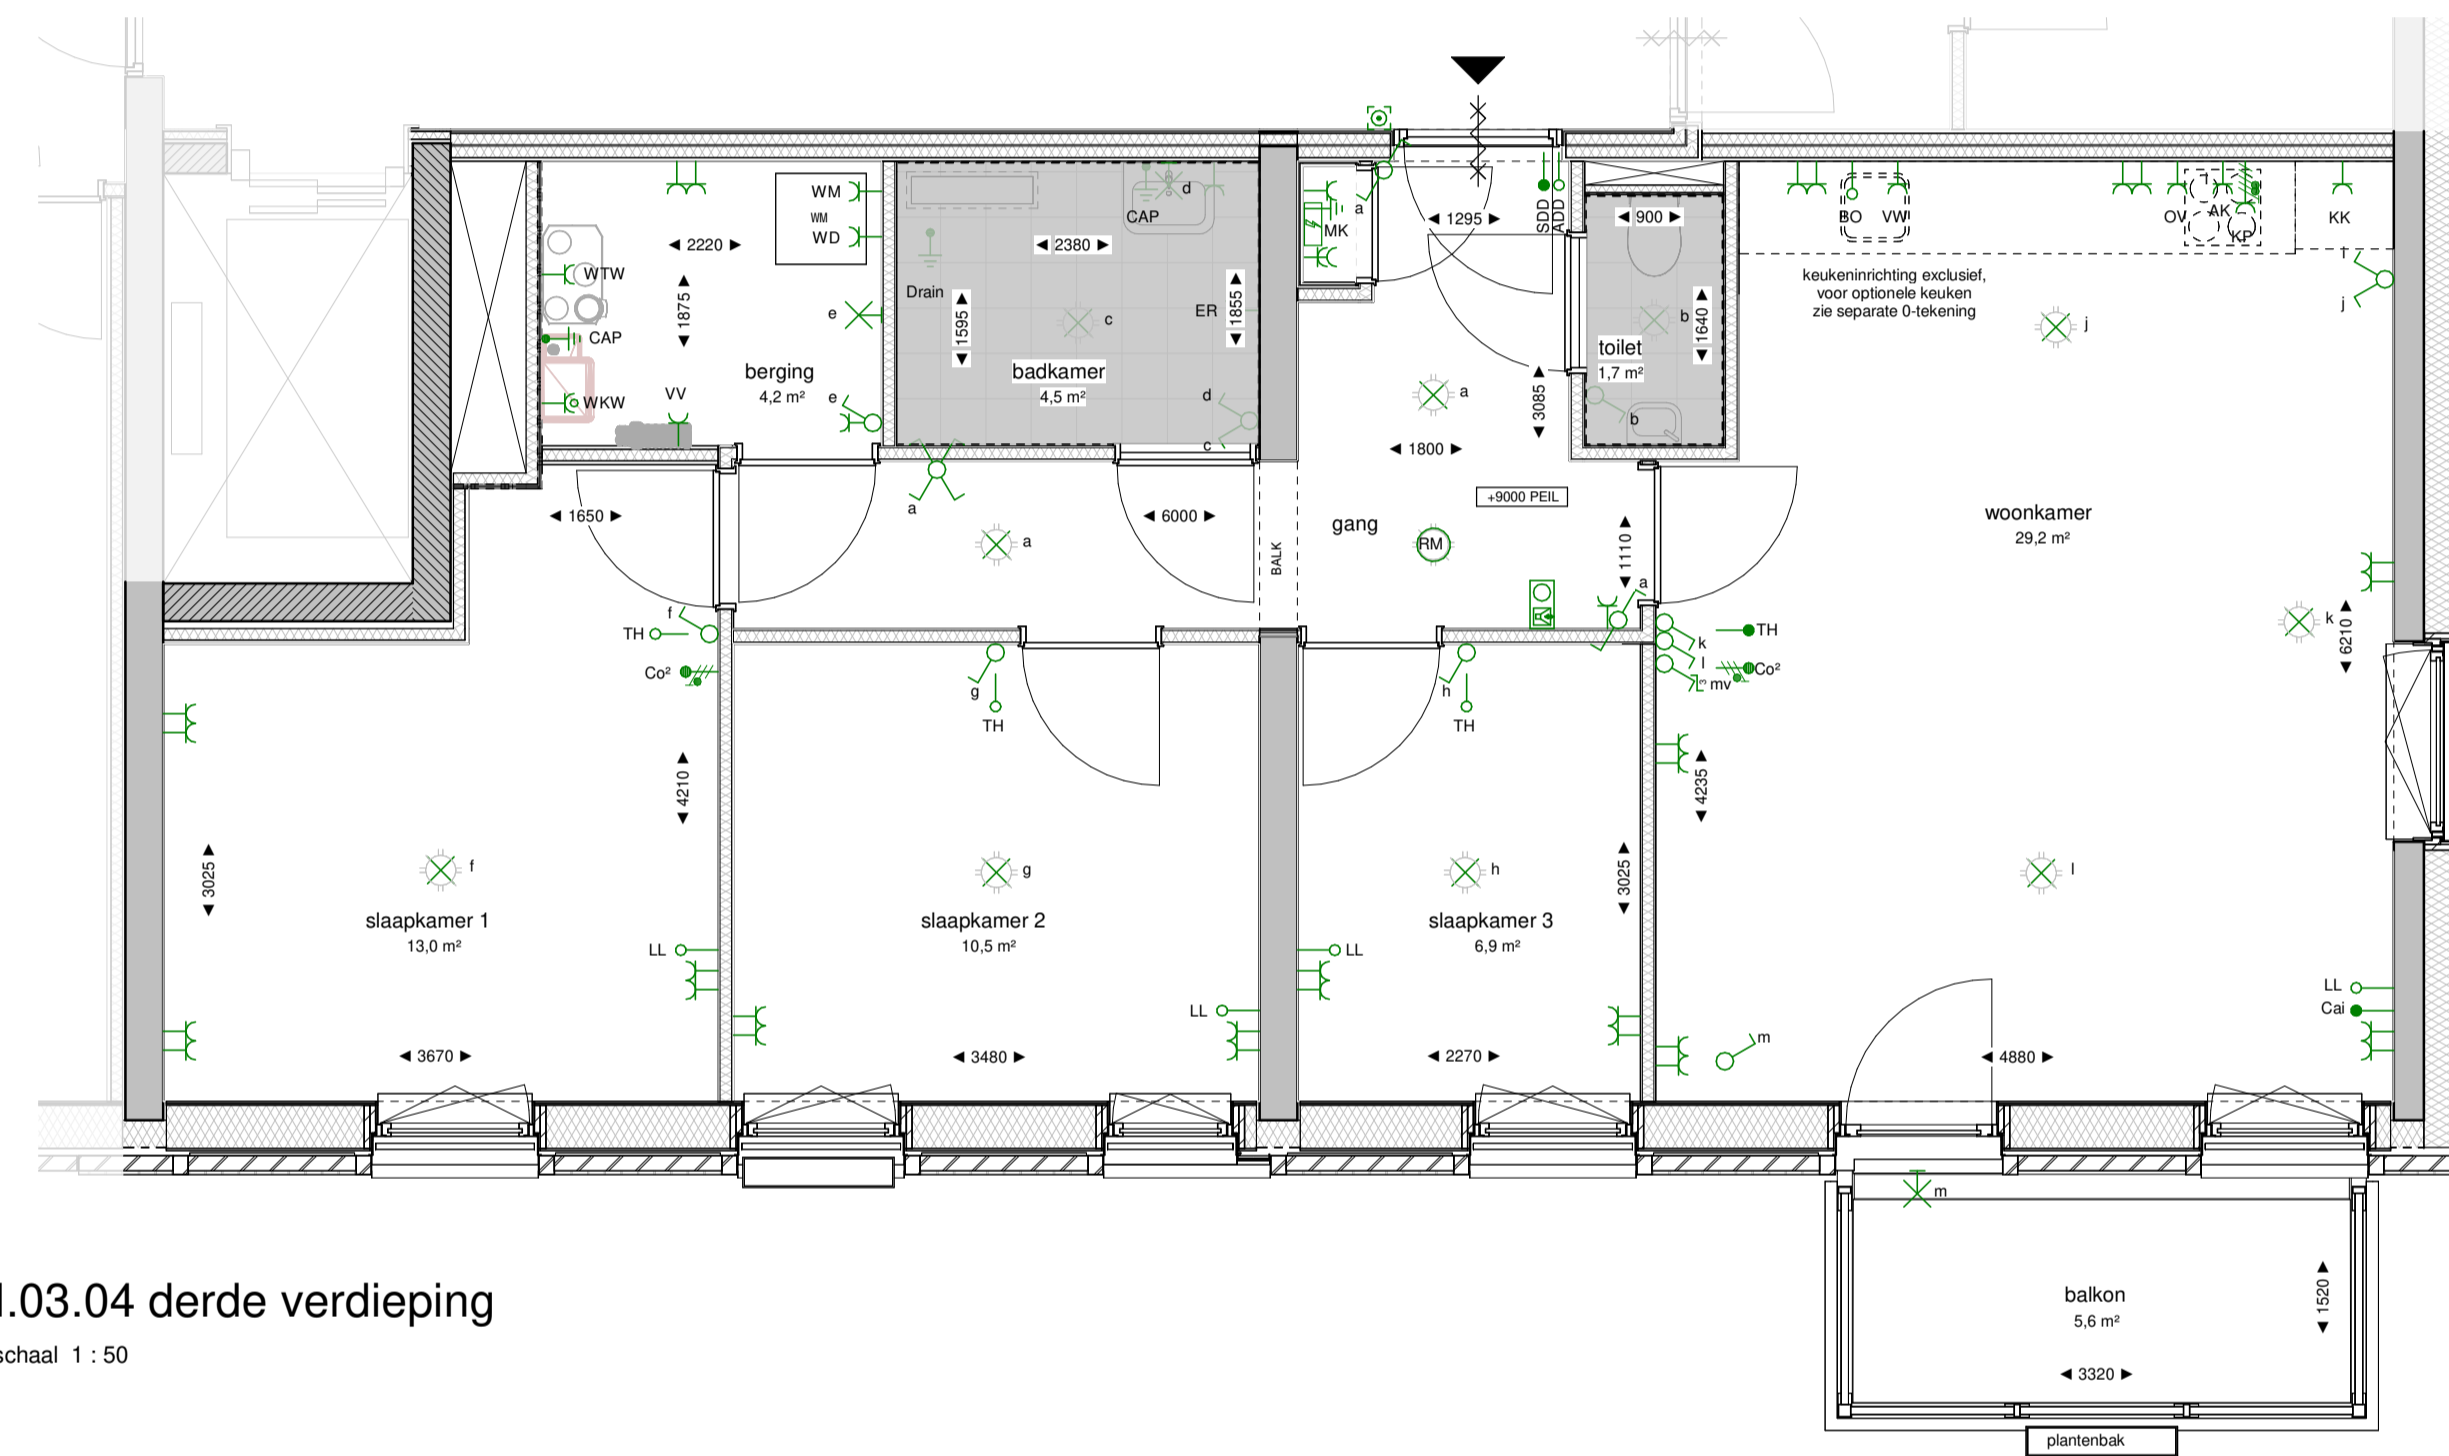 WM
WM
WD
2220
1875
WTW
CAP
WKW
VV
e
berging
4,2 m²
e
d
CAP
2380
Drain
1595
ER
1855
c
badkamer
4,5 m²
d
c
a
MK
1295
SDD
ADD
900
b
1640
toilet
1,7 m²
b
a
3085
1800
BO
VW
OV
AK
KP
KK
keukeninrichting exclusief,
voor optionele keuken
zie separate 0-tekening
j
j
+9000 PEIL
woonkamer
29,2 m²
1650
a
6000
a
BALK
gang
RM
1110
a
k
6210
f
TH
Co²
g
TH
h
TH
k
l
3
mv
TH
Co²
4210
4235
3025
f
g
h
3025
l
slaapkamer 1
13,0 m²
slaapkamer 2
10,5 m²
slaapkamer 3
6,9 m²
LL
LL
LL
LL
Cai
m
3670
3480
2270
4880
m
balkon
5,6 m²
1520
3320
plantenbak
.03.04 derde verdieping
schaal 1 : 50